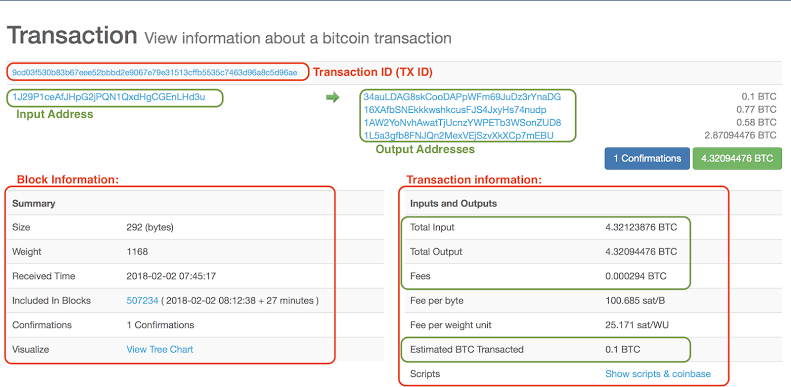 Transaction View information about a bitcoin transaction
9cd03f530b83b67eee52bbbd2e9067e79e31513cffb5535c7463d96a8c5d96ae Transaction ID (TX ID)
1J29P1ceAfJHpG2jPQN1QxdHgCGEnLHd3u
Input Address
34auLDAG8skCooDAPpWFm69JuDz3rYnaDG 0.1 BTC
16XAfbSNEkkkwshkcusFJS4JxyHs74nudp 0.77 BTC
1AW2YoNvhAwatTjUcnzYWPETb3WSonZUD8 0.58 BTC
1L5a3gfb8FNJQn2MexVEjSzvXkXCp7mEBU 2.87094476 BTC
Output Addresses
1 Confirmations 4.32094476 BTC
Block Information:
Summary
Size 292 (bytes)
Weight 1168
Received Time 2018-02-02 07:45:17
Included In Blocks 507234 ( 2018-02-02 08:12:38 + 27 minutes )
Confirmations 1 Confirmations
Visualize View Tree Chart
Transaction information:
Inputs and Outputs
Total Input 4.32123876 BTC
Total Output 4.32094476 BTC
Fees 0.000294 BTC
Fee per byte 100.685 sat/B
Fee per weight unit 25.171 sat/WU
Estimated BTC Transacted 0.1 BTC
Scripts Show scripts & coinbase